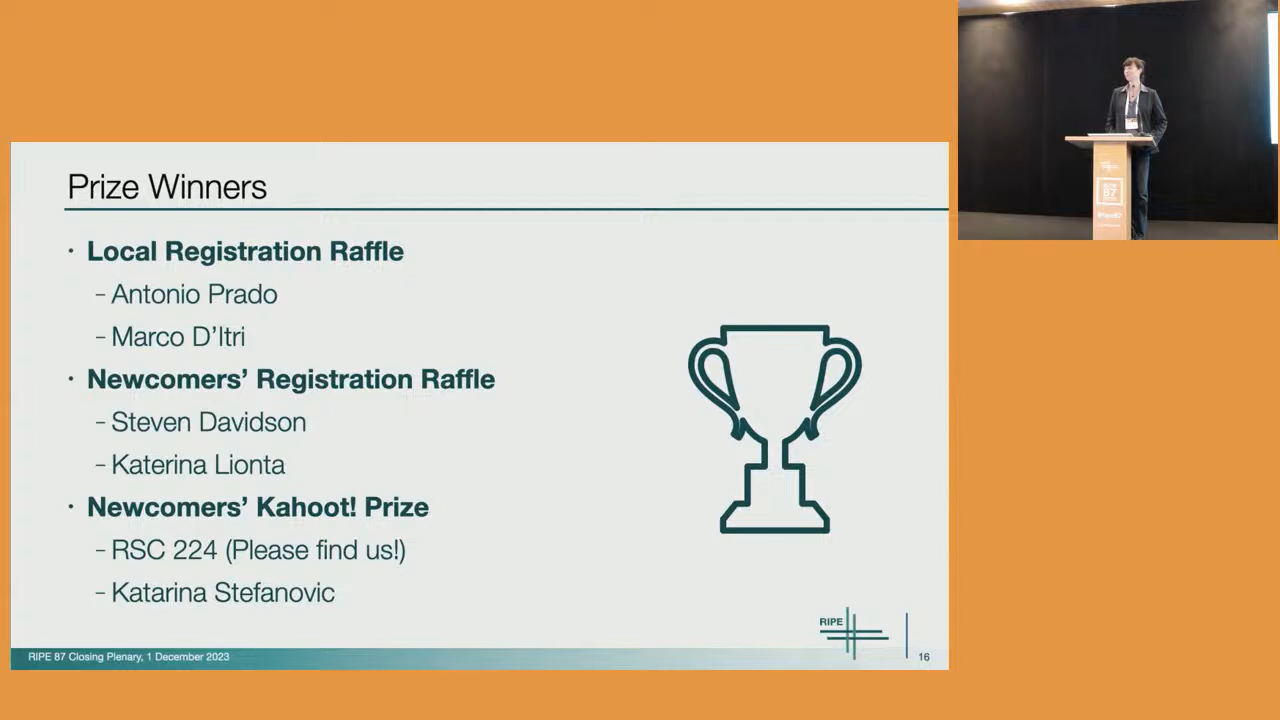 Prize Winners
• Local Registration Raffle
– Antonio Prado
– Marco D’Itri
• Newcomers’ Registration Raffle
– Steven Davidson
– Katerina Lionta
• Newcomers’ Kahoot! Prize
– RSC 224 (Please find us!)
– Katarina Stefanovic
RIPE
RIPE 87 Closing Plenary, 1 December 2023
16
87